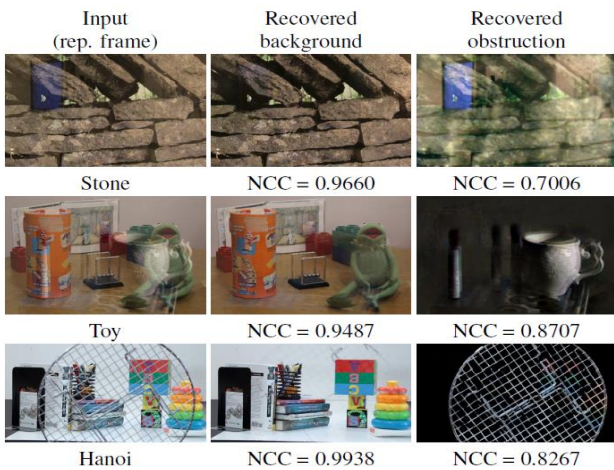 Input Recovered Recovered
(rep. frame) background obstruction
Stone NCC = 0.9660 NCC = 0.7006
Toy NCC = 0.9487 NCC = 0.8707
Hanoi NCC = 0.9938 NCC = 0.8267